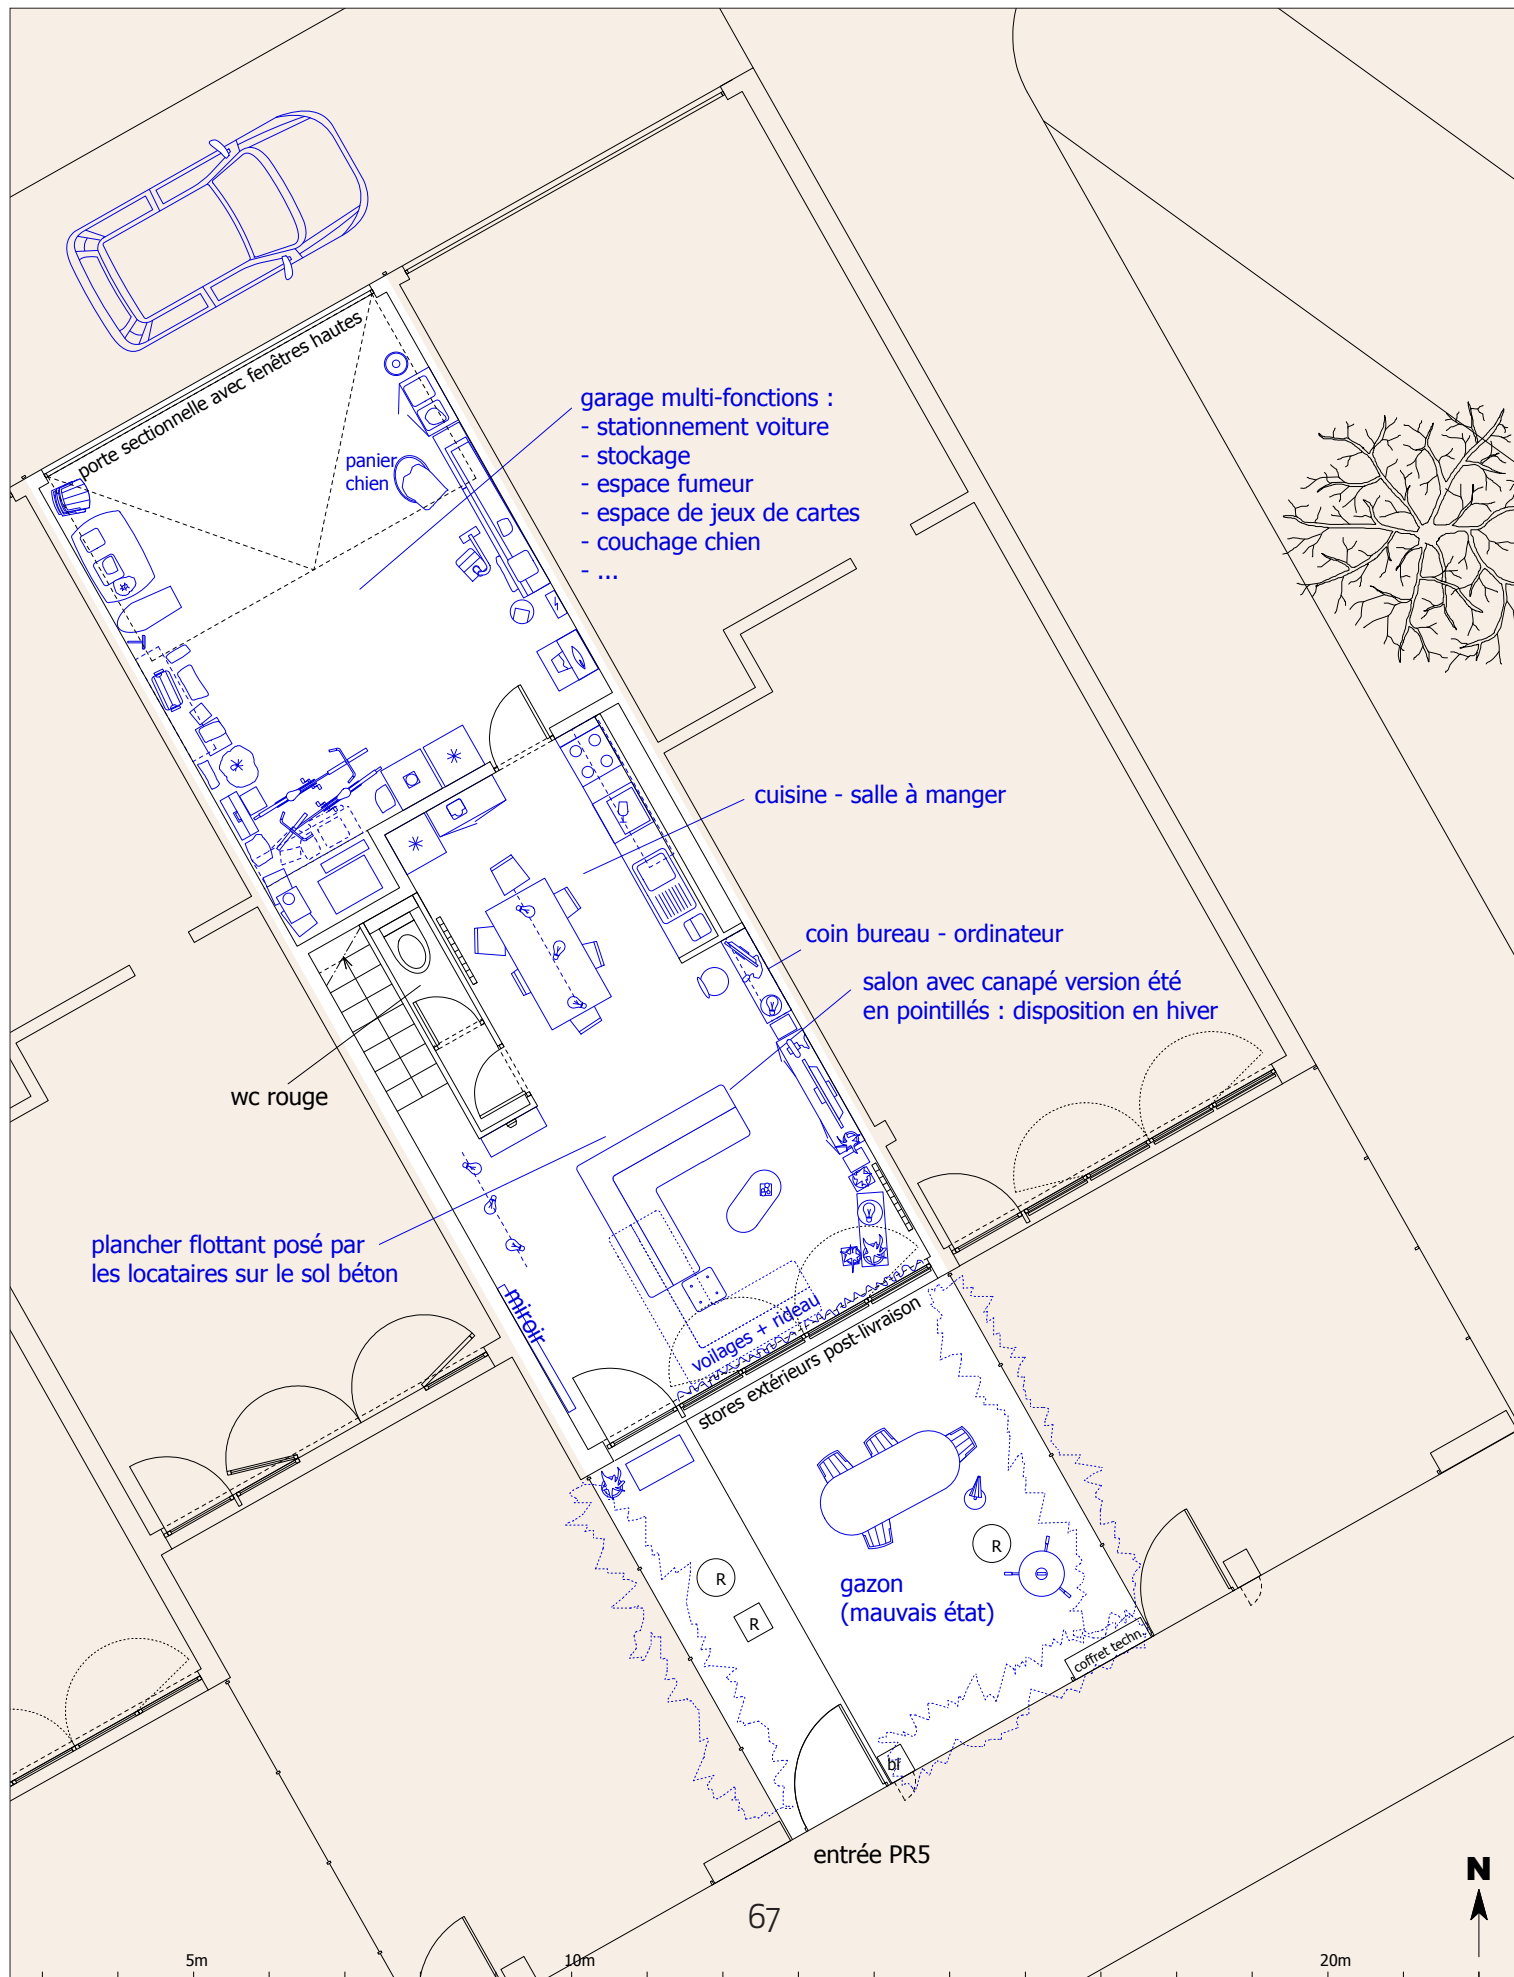 porte sectionnelle avec fenêtres hautes
panier
chien
garage multi-fonctions :
- stationnement voiture
- stockage
- espace fumeur
- espace de jeux de cartes
- couchage chien
- ...
cuisine - salle à manger
coin bureau - ordinateur
salon avec canapé version été
en pointillés : disposition en hiver
wc rouge
plancher flottant posé par
les locataires sur le sol béton
miroir
voilages + rideau
stores extérieurs post-livraison
R
R
R
gazon
(mauvais état)
coffret techn.
bl
entrée PR5
67
N
5m
10m
20m